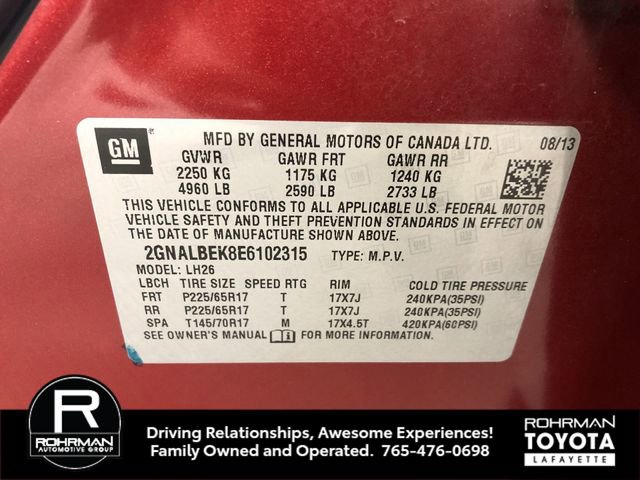 GM
MFD BY GENERAL MOTORS OF CANADA LTD. 08/13
GVWR GAWR FRT GAWR RR
2250 KG 1175 KG 1240 KG
4960 LB 2590 LB 2733 LB
THIS VEHICLE CONFORMS TO ALL APPLICABLE U.S. FEDERAL MOTOR
VEHICLE SAFETY AND THEFT PREVENTION STANDARDS IN EFFECT ON
THE DATE OF MANUFACTURE SHOWN ABOVE.
2GNALBEK8E6102315 TYPE: M.P.V.
MODEL: LH26
LBCH TIRE SIZE SPEED RTG RIM COLD TIRE PRESSURE
FRT P225/65R17 T 17X7J 240KPA(35PSI)
RR P225/65R17 T 17X7J 240KPA(35PSI)
SPA T145/70R17 M 17X4.5T 420KPA(60PSI)
SEE OWNER'S MANUAL FOR MORE INFORMATION.
R
ROHRMAN
AUTOMOTIVE GROUP
Driving Relationships, Awesome Experiences!
Family Owned and Operated. 765-476-0698
ROHRMAN
TOYOTA
LAFAYETTE